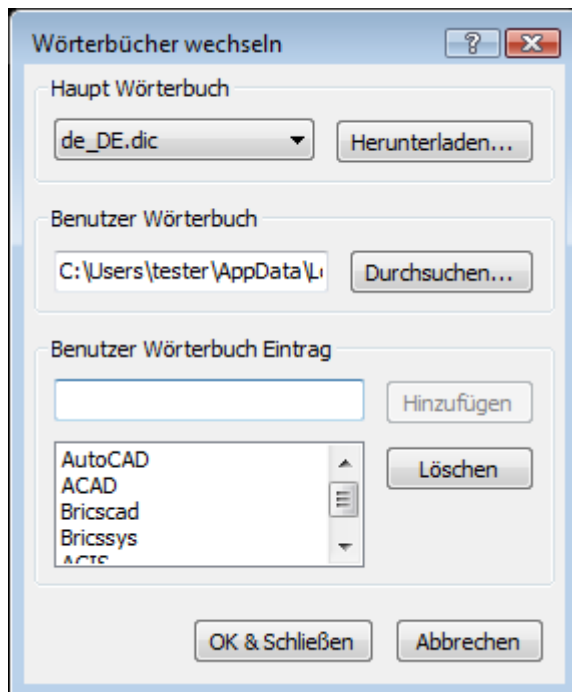 Wörterbücher wechseln
Haupt Wörterbuch
de_DE.dic
Herunterladen...
Benutzer Wörterbuch
C:\Users\tester\AppData\L
Durchsuchen...
Benutzer Wörterbuch Eintrag
Hinzufügen
AutoCAD
ACAD
Bricscad
Bricssys
ACIS
Löschen
OK & Schließen
Abbrechen